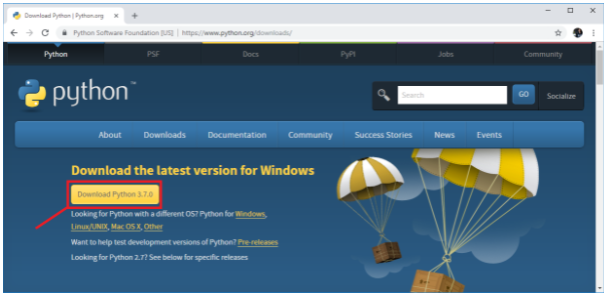 Download Python | Python.org
Python Software Foundation [US] | https://www.python.org/downloads/
Python PSF Docs PyPI Jobs Community
python™
Search GO Socialize
About Downloads Documentation Community Success Stories News Events
Download the latest version for Windows
Download Python 3.7.0
Looking for Python with a different OS? Python for Windows,
Linux/UNIX, Mac OS X, Other
Want to help test development versions of Python? Pre-releases
Looking for Python 2.7? See below for specific releases